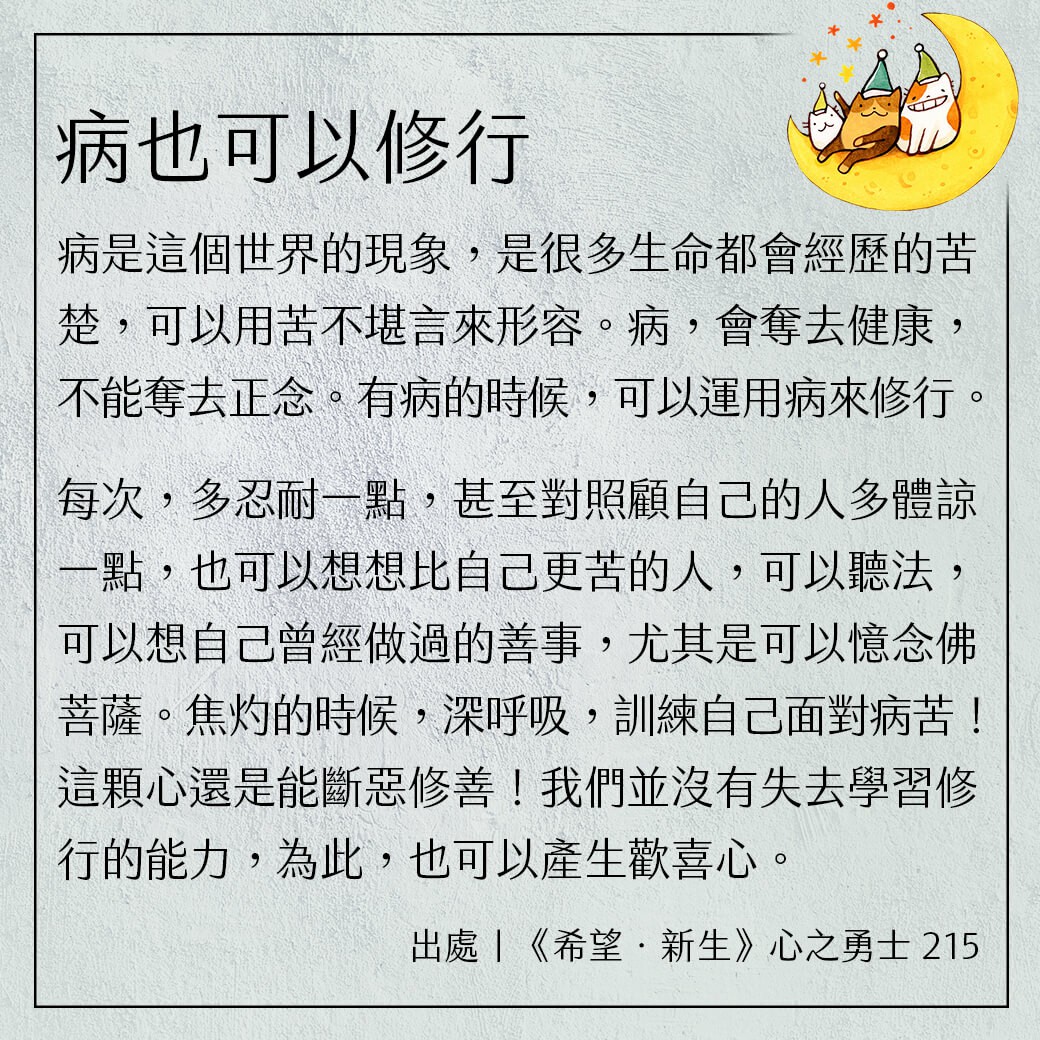 病也可以修行
病是這個世界的現象，是很多生命都會經歷的苦
楚，可以用苦不堪言來形容。病，會奪去健康，
不能奪去正念。有病的時候，可以運用病來修行。
每次，多忍耐一點，甚至對照顧自己的人多體諒
一點，也可以想想比自己更苦的人，可以聽法，
可以想自己曾經做過的善事，尤其是可以憶念佛
菩薩。焦灼的時候，深呼吸，訓練自己面對病苦！
這顆心還是能斷惡修善！我們並沒有失去學習修
行的能力，為此，也可以產生歡喜心。
出處｜《希望．新生》心之勇士 215